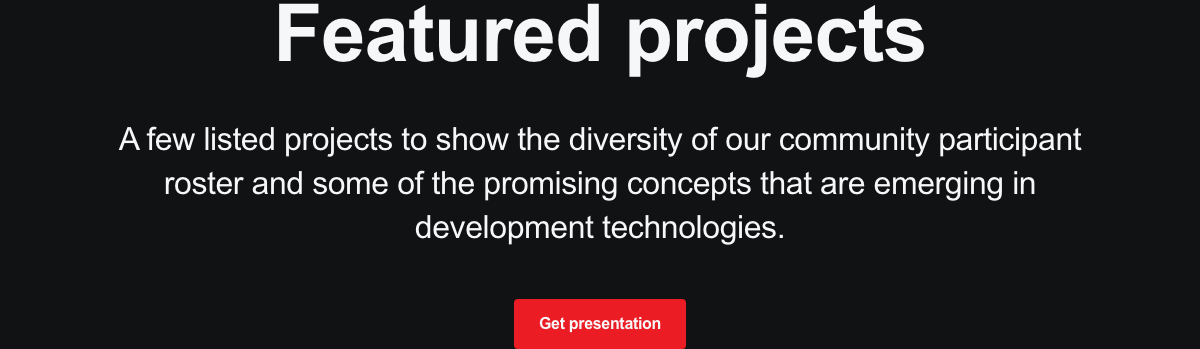 Featured projects
A few listed projects to show the diversity of our community participant
roster and some of the promising concepts that are emerging in
development technologies.
Get presentation